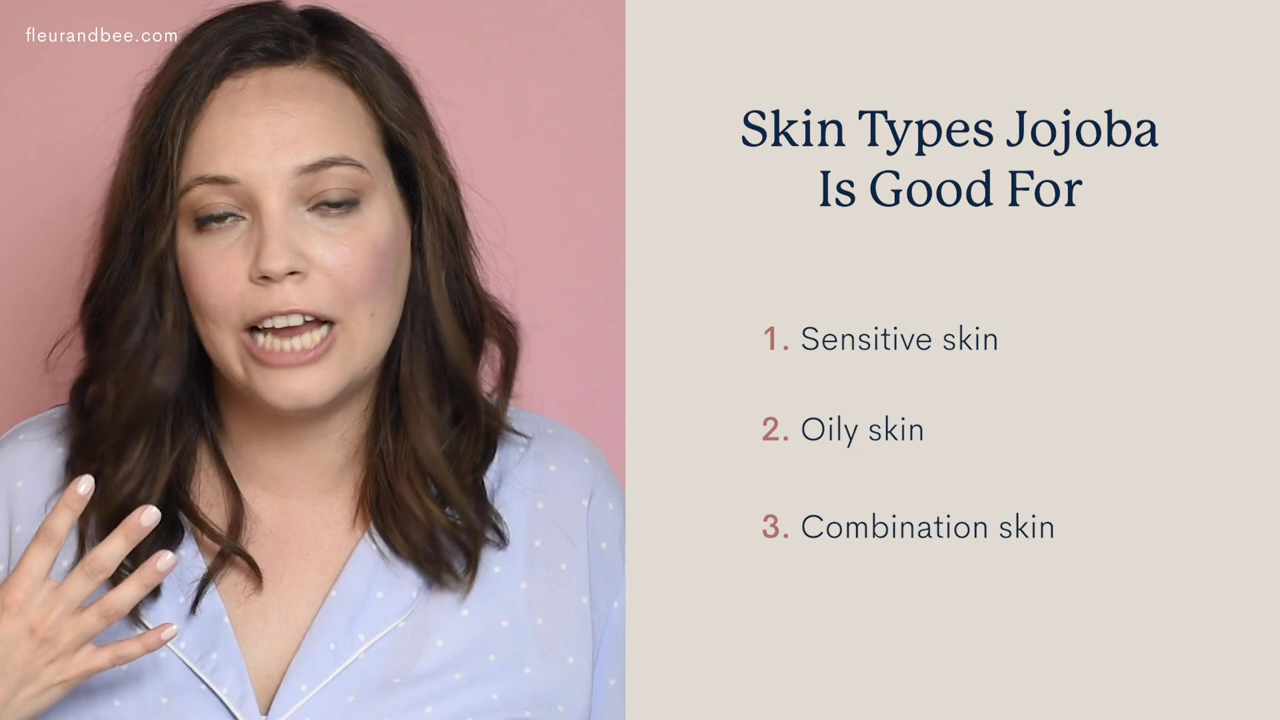 fleurandbee.com
Skin Types Jojoba
Is Good For
1. Sensitive skin
2. Oily skin
3. Combination skin